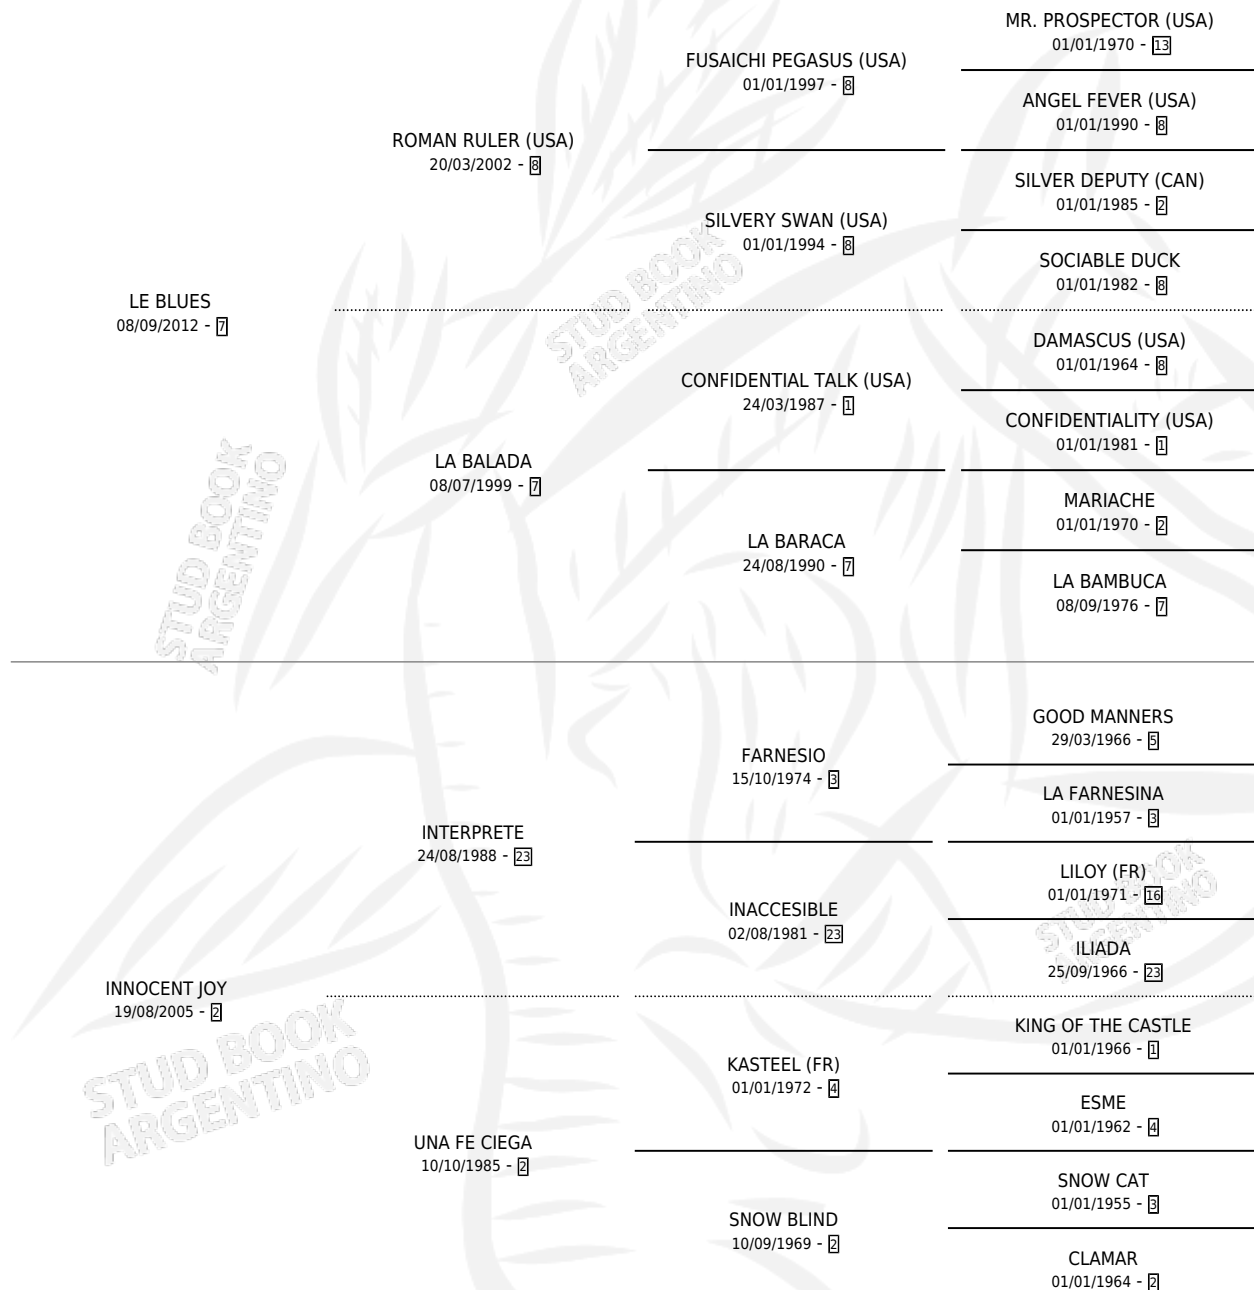 MR. PROSPECTOR (USA)
01/01/1970 - 13
FUSAICHI PEGASUS (USA)
01/01/1997 - 8
ANGEL FEVER (USA)
01/01/1990 - 8
ROMAN RULER (USA)
20/03/2002 - 8
SILVER DEPUTY (CAN)
01/01/1985 - 2
SILVERY SWAN (USA)
01/01/1994 - 8
SOCIABLE DUCK
01/01/1982 - 8
LE BLUES
08/09/2012 - 7
DAMASCUS (USA)
01/01/1964 - 8
CONFIDENTIAL TALK (USA)
24/03/1987 - 1
CONFIDENTIALITY (USA)
01/01/1981 - 1
LA BALADA
08/07/1999 - 7
MARIACHE
01/01/1970 - 2
LA BARACA
24/08/1990 - 7
LA BAMBUCA
08/09/1976 - 7
STUD BOOK
ARGENTINO
STUD BOOK
ARGENTINO
GOOD MANNERS
29/03/1966 - 5
FARNESIO
15/10/1974 - 3
LA FARNESINA
01/01/1957 - 3
INTERPRETE
24/08/1988 - 23
LILOY (FR)
01/01/1971 - 16
INACCESIBLE
02/08/1981 - 23
ILIADA
25/09/1966 - 23
INNOCENT JOY
19/08/2005 - 2
KING OF THE CASTLE
01/01/1966 - 1
KASTEEL (FR)
01/01/1972 - 4
ESME
01/01/1962 - 4
UNA FE CIEGA
10/10/1985 - 2
SNOW CAT
01/01/1955 - 3
SNOW BLIND
10/09/1969 - 2
CLAMAR
01/01/1964 - 2
STUD BOOK
ARGENTINO
STUD BOOK
ARGENTINO